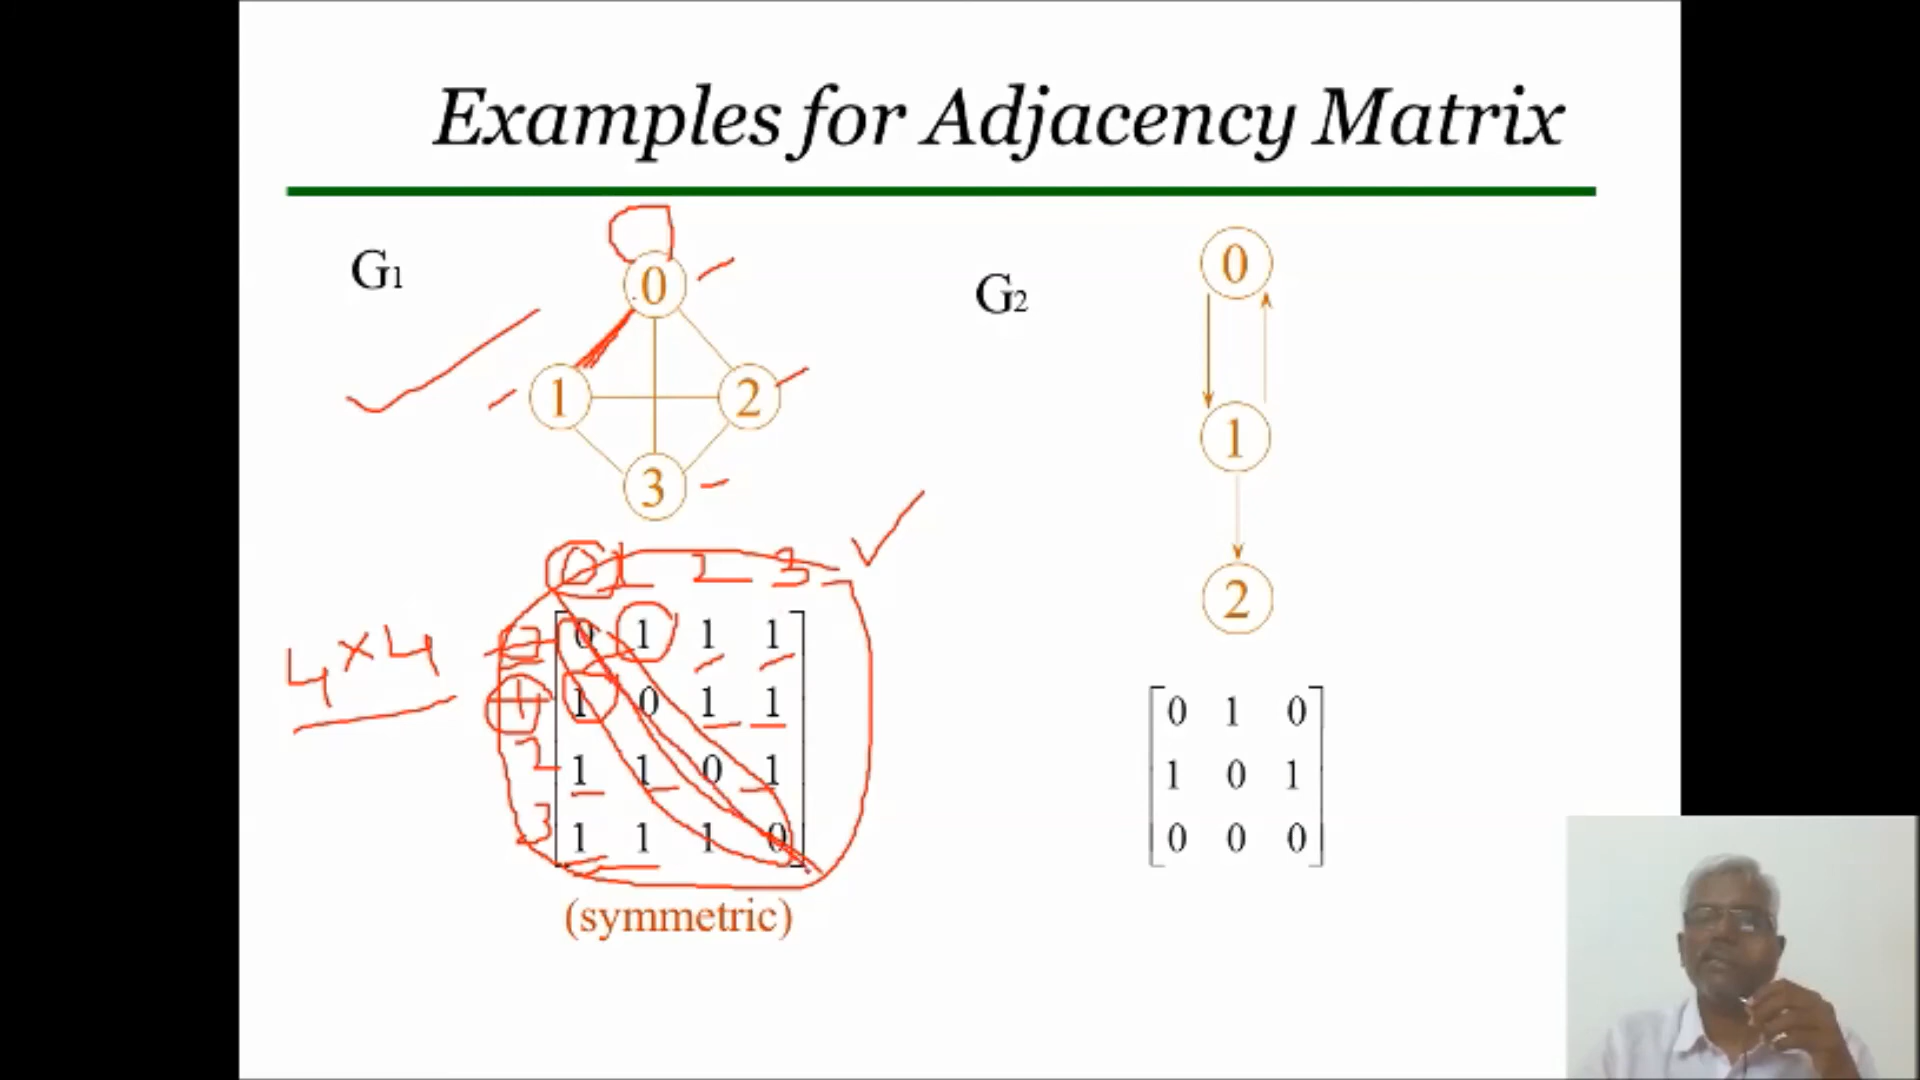 Examples for Adjacency Matrix
G1
0
1 2
3
G2
0
1
2
0 1 2 3
4×4
0 0 1 1 1
1 1 0 1 1
2 1 1 0 1
3 1 1 1 0
(symmetric)
0 1 0
1 0 1
0 0 0